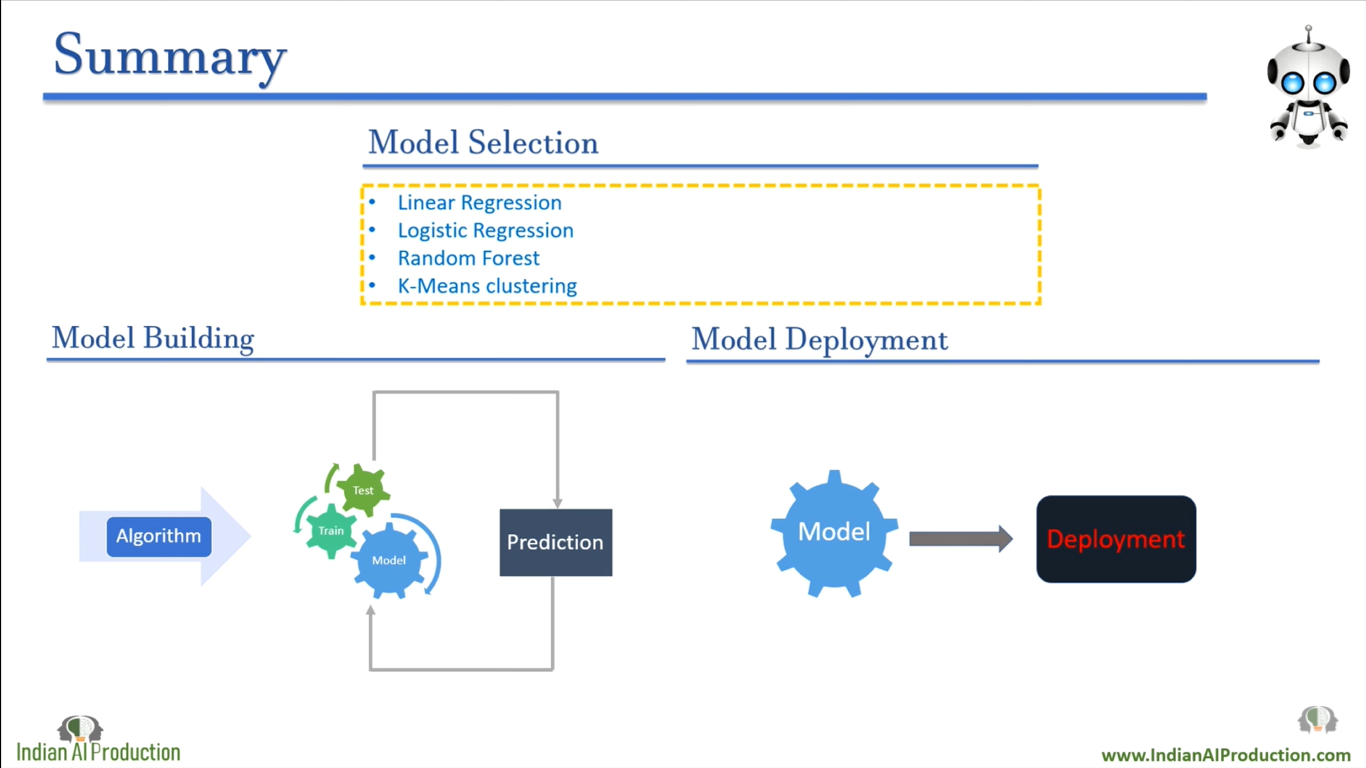 Summary
Model Selection
• Linear Regression
• Logistic Regression
• Random Forest
• K-Means clustering
Model Building
Model Deployment
Algorithm
Test
Train
Model
Prediction
Model
Deployment
Indian AI Production
www.IndianAIProduction.com